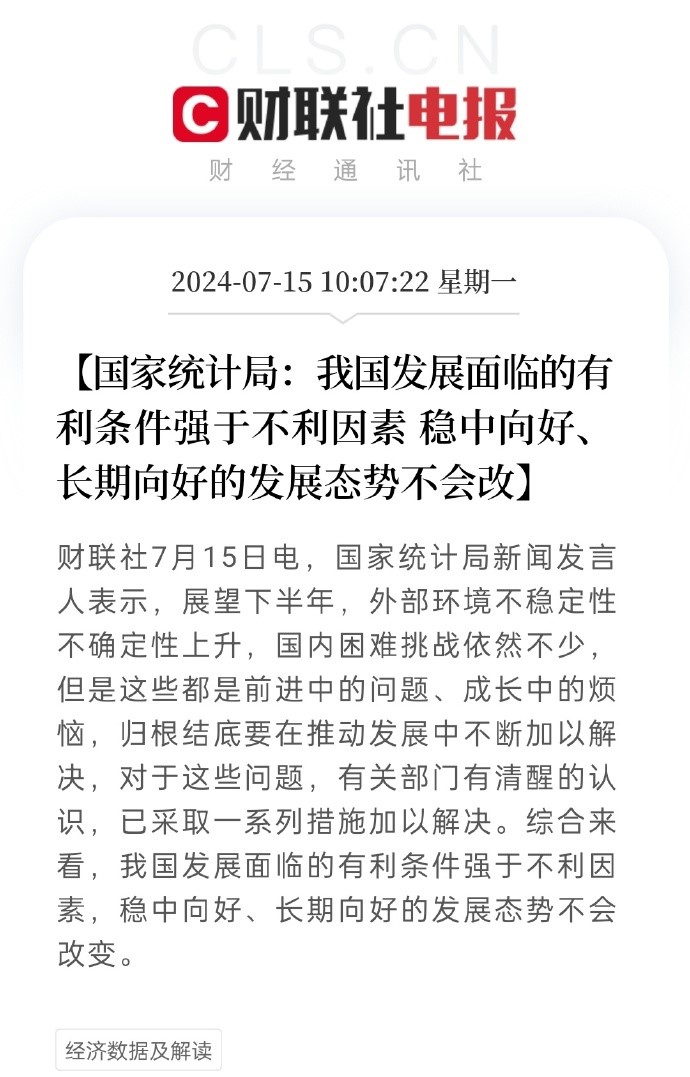 CLS.CN
C 财联社电报
财经通讯社
2024-07-15 10:07:22 星期一
【国家统计局：我国发展面临的有
利条件强于不利因素 稳中向好、
长期向好的发展态势不会改】
财联社7月15日电，国家统计局新闻发言
人表示，展望下半年，外部环境不稳定性
不确定性上升，国内困难挑战依然不少，
但是这些都是前进中的问题、成长中的烦
恼，归根结底要在推动发展中不断加以解
决，对于这些问题，有关部门有清醒的认
识，已采取一系列措施加以解决。综合来
看，我国发展面临的有利条件强于不利因
素，稳中向好、长期向好的发展态势不会
改变。
经济数据及解读